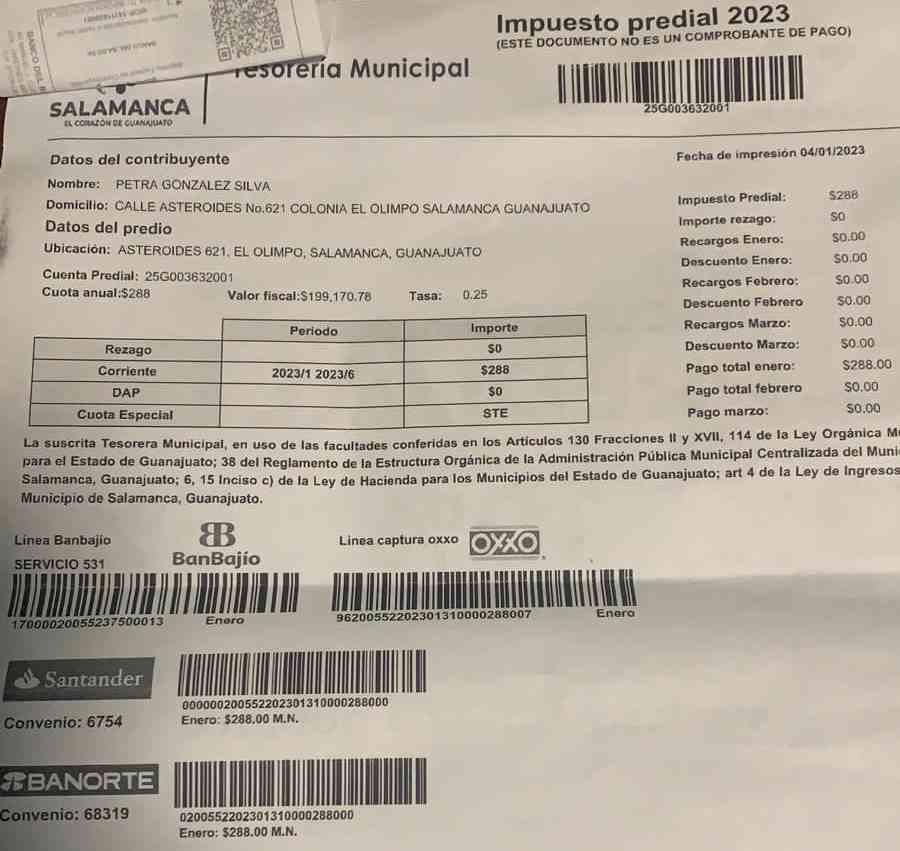 Impuesto predial 2023
(ESTE DOCUMENTO NO ES UN COMPROBANTE DE PAGO)
Tesorería Municipal
SALAMANCA
EL CORAZÓN DE GUANAJUATO
25G003632001
Datos del contribuyente
Fecha de impresión 04/01/2023
Nombre: PETRA GONZALEZ SILVA
Domicilio: CALLE ASTEROIDES No.621 COLONIA EL OLIMPO SALAMANCA GUANAJUATO
Datos del predio
Ubicación: ASTEROIDES 621, EL OLIMPO, SALAMANCA, GUANAJUATO
Cuenta Predial: 25G003632001
Cuota anual:$288 Valor fiscal:$199,170.78 Tasa: 0.25
Impuesto Predial: $288
Importe rezago: $0
Recargos Enero: $0.00
Descuento Enero: $0.00
Recargos Febrero: $0.00
Descuento Febrero $0.00
Recargos Marzo: $0.00
Descuento Marzo: $0.00
Pago total enero: $288.00
Pago total febrero $0.00
Pago marzo: $0.00
Periodo Importe
Rezago $0
Corriente 2023/1 2023/6 $288
DAP $0
Cuota Especial STE
La suscrita Tesorera Municipal, en uso de las facultades conferidas en los Artículos 130 Fracciones II y XVII, 114 de la Ley Orgánica
para el Estado de Guanajuato; 38 del Reglamento de la Estructura Orgánica de la Administración Pública Municipal Centralizada del
Salamanca, Guanajuato; 6, 15 Inciso c) de la Ley de Hacienda para los Municipios del Estado de Guanajuato; art 4 de la Ley de Ingresos
Municipio de Salamanca, Guanajuato.
Linea Banbajío
BanBajío
Linea captura oxxo OXXO
SERVICIO 531
17000020055237500013 Enero
96200552202301310000288007 Enero
Santander
Convenio: 6754
0000002005522023013100002​88000
Enero: $288.00 M.N.
BANORTE
Convenio: 68319
0200552202301310000288000
Enero: $288.00 M.N.